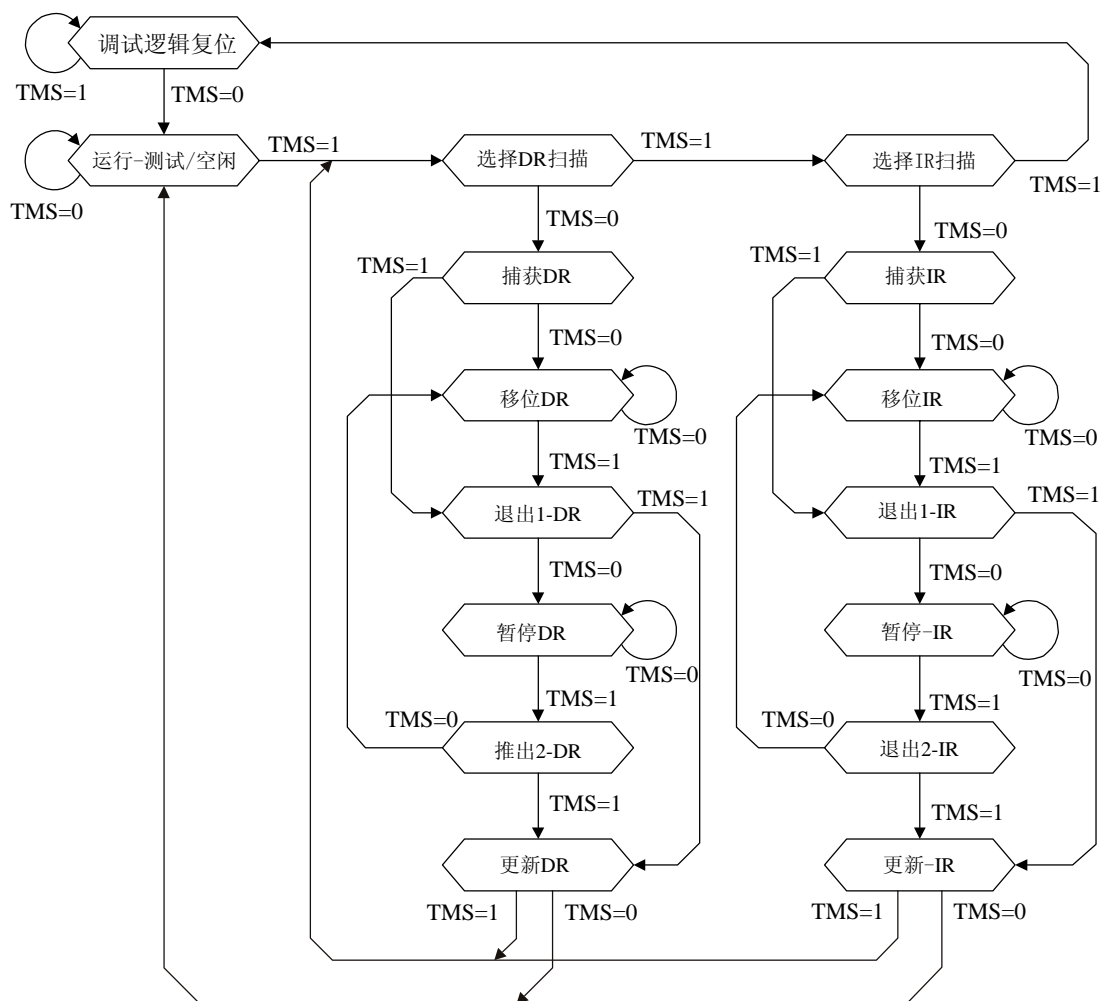 调试逻辑复位
TMS=1
TMS=0
运行-测试/空闲
TMS=1
选择DR扫描
TMS=1
选择IR扫描
TMS=1
TMS=0
TMS=0
TMS=0
TMS=1
捕获DR
TMS=1
捕获IR
TMS=0
TMS=0
移位DR
TMS=0
移位IR
TMS=0
TMS=1
TMS=1
退出1-DR
TMS=1
退出1-IR
TMS=1
TMS=0
TMS=0
暂停DR
TMS=0
暂停-IR
TMS=0
TMS=1
TMS=1
TMS=0
推出2-DR
TMS=0
退出2-IR
TMS=1
TMS=1
更新DR
更新-IR
TMS=1
TMS=0
TMS=1
TMS=0